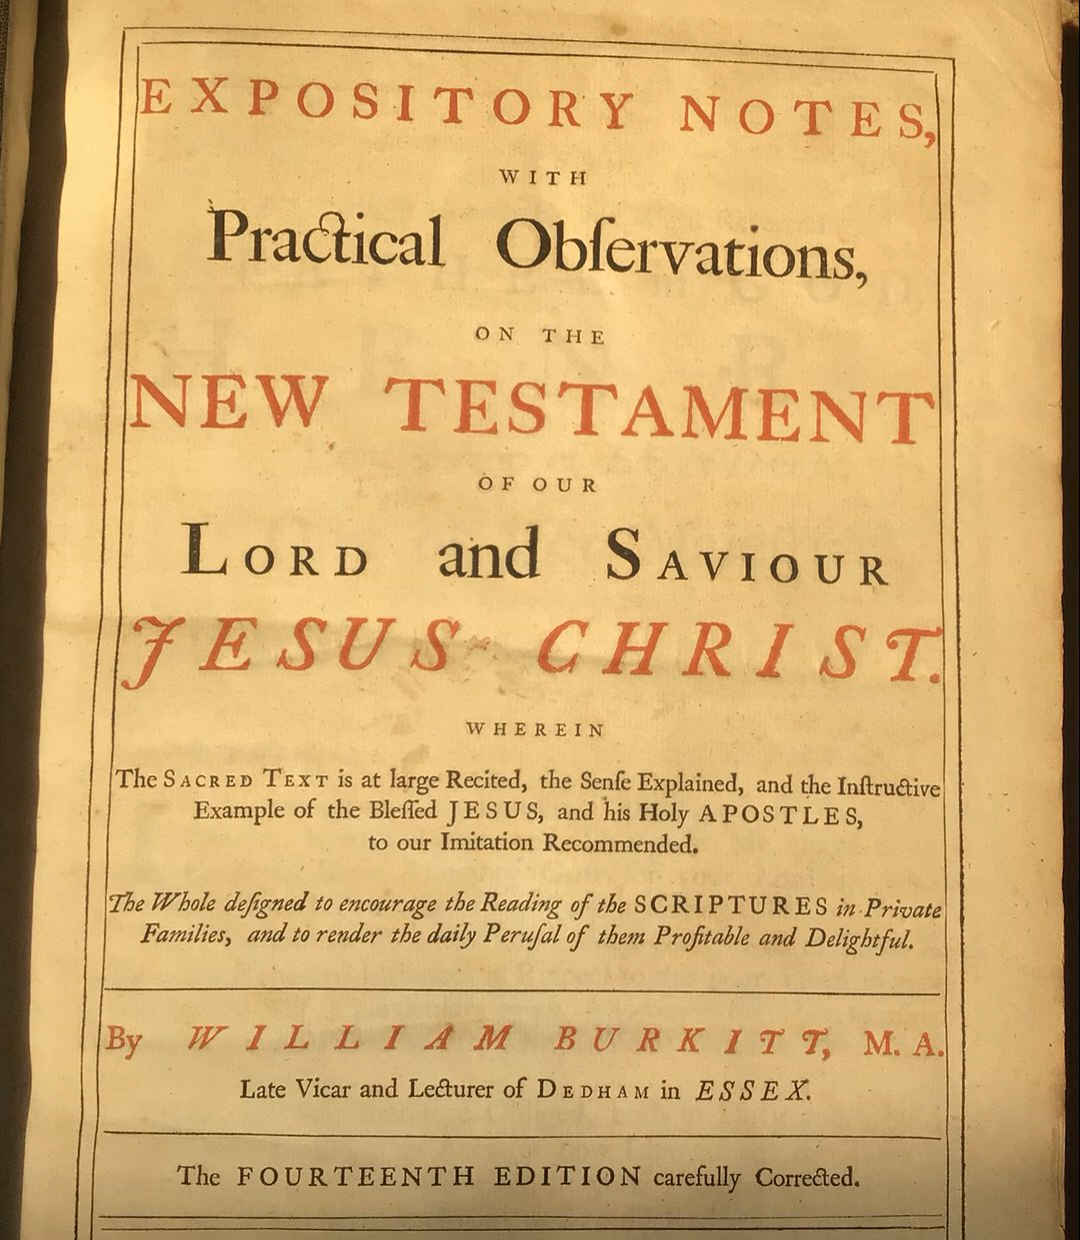 EXPOSITORY NOTES,
WITH
Practical Obſervations,
ON THE
NEW TESTAMENT
OF OUR
LORD and SAVIOUR
JESUS CHRIST.
WHEREIN
The SACRED TEXT is at large Recited, the Senſe Explained, and the Inſtructive
Example of the Bleſſed JESUS, and his Holy APOSTLES,
to our Imitation Recommended.
The Whole deſigned to encourage the Reading of the SCRIPTURES in Private
Families, and to render the daily Peruſal of them Profitable and Delightful.
By WILLIAM BURKITT, M. A.
Late Vicar and Lecturer of DEDHAM in ESSEX.
The FOURTEENTH EDITION carefully Corrected.